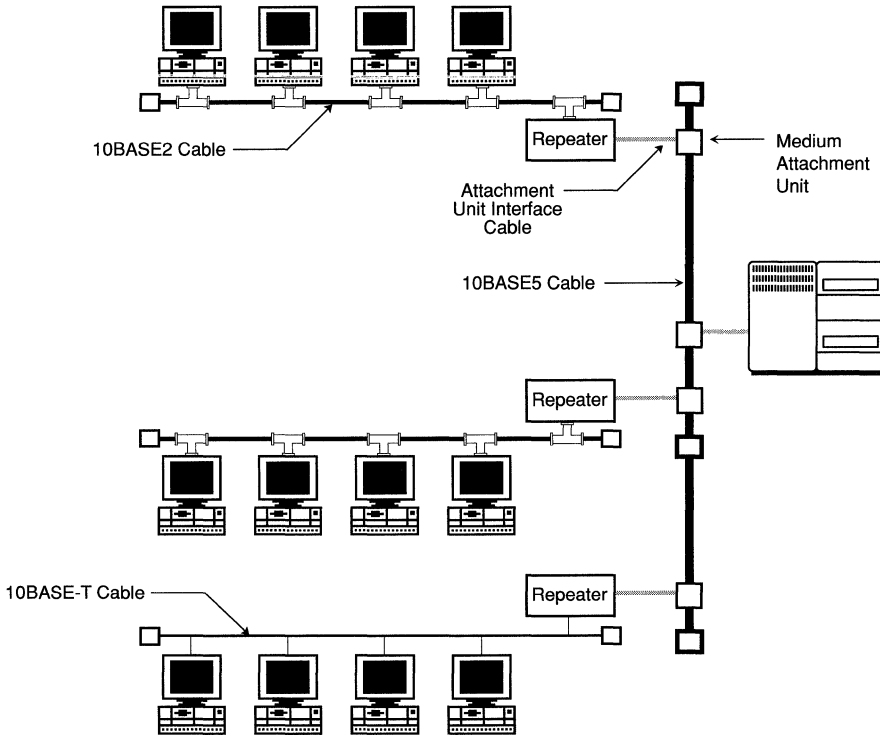 10BASE2 Cable
Repeater
Medium
Attachment
Unit
Attachment
Unit Interface
Cable
10BASE5 Cable
Repeater
10BASE-T Cable
Repeater